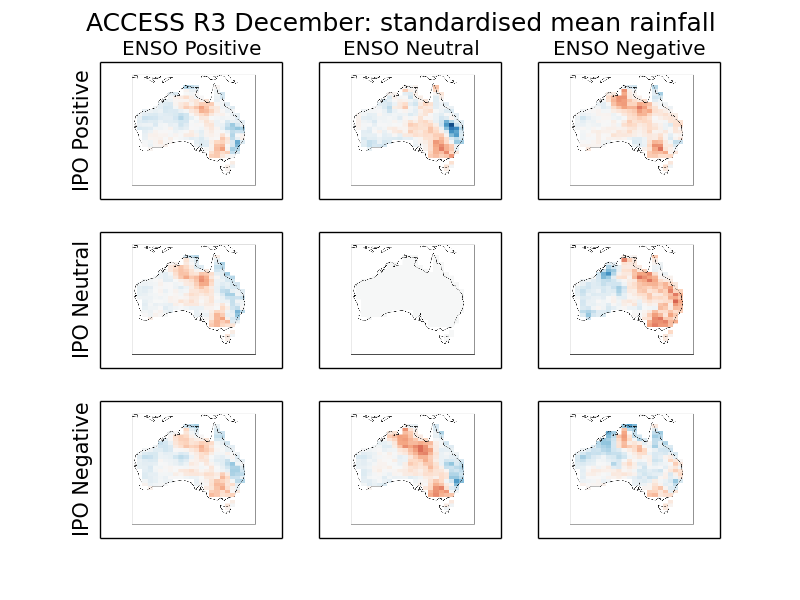 ACCESS R3 December: standardised mean rainfall
ENSO Positive
ENSO Neutral
ENSO Negative
IPO Positive
IPO Neutral
IPO Negative